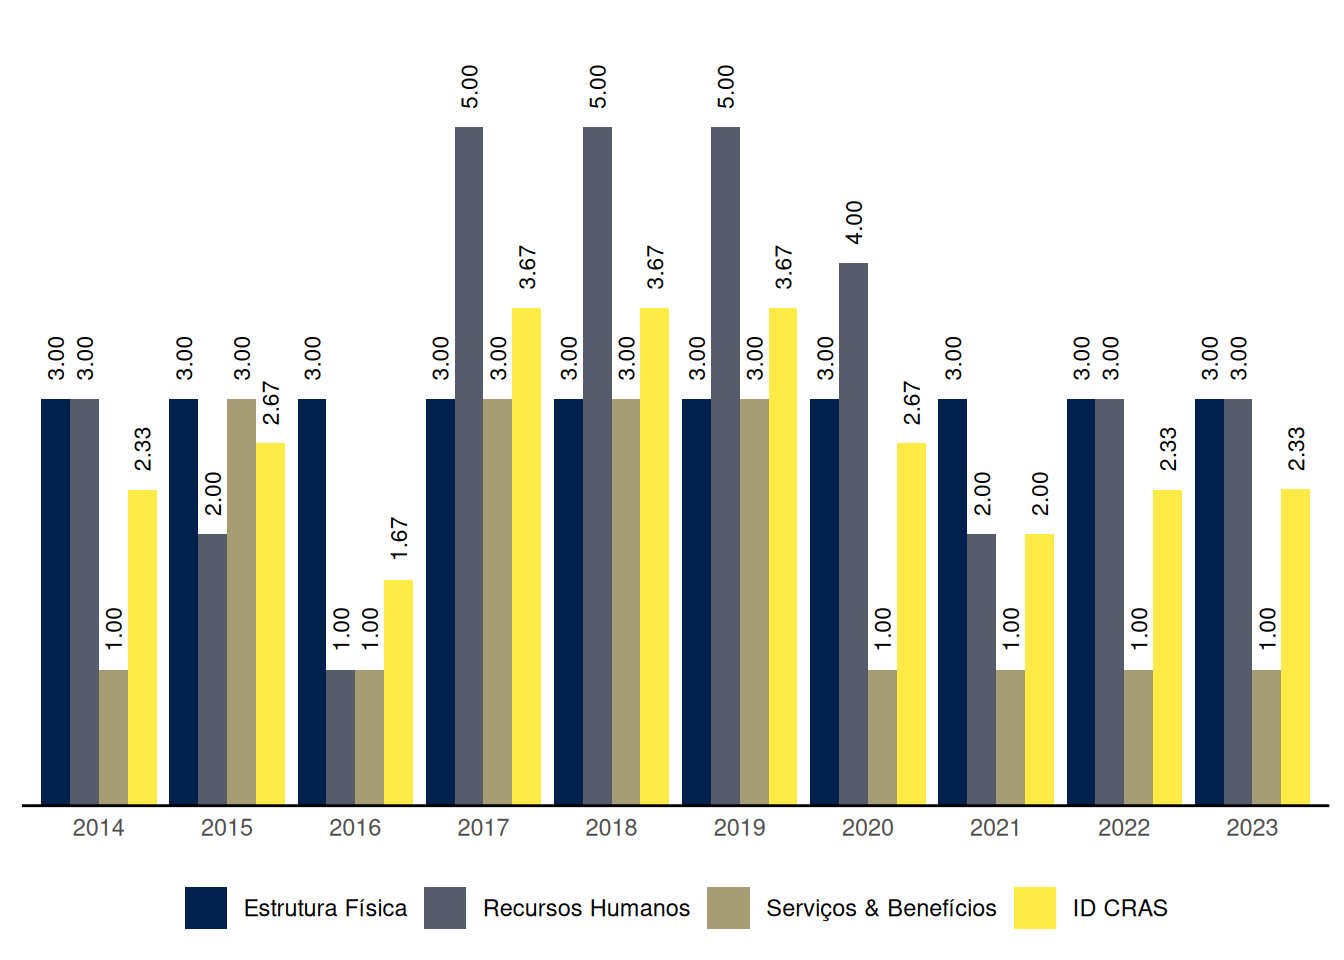 5.00 5.00 5.00
4.00
3.67 3.67 3.67
3.00 3.00 3.00 3.00 3.00 3.00 3.00 3.00 3.00 3.00 3.00 3.00 3.00 3.00 3.00 3.00 3.00
2.67 2.67
2.33 2.33 2.33
2.00 2.00 2.00
1.67
1.00 1.00 1.00 1.00 1.00 1.00 1.00
2014 2015 2016 2017 2018 2019 2020 2021 2022 2023
Estrutura Física Recursos Humanos Serviços & Benefícios ID CRAS